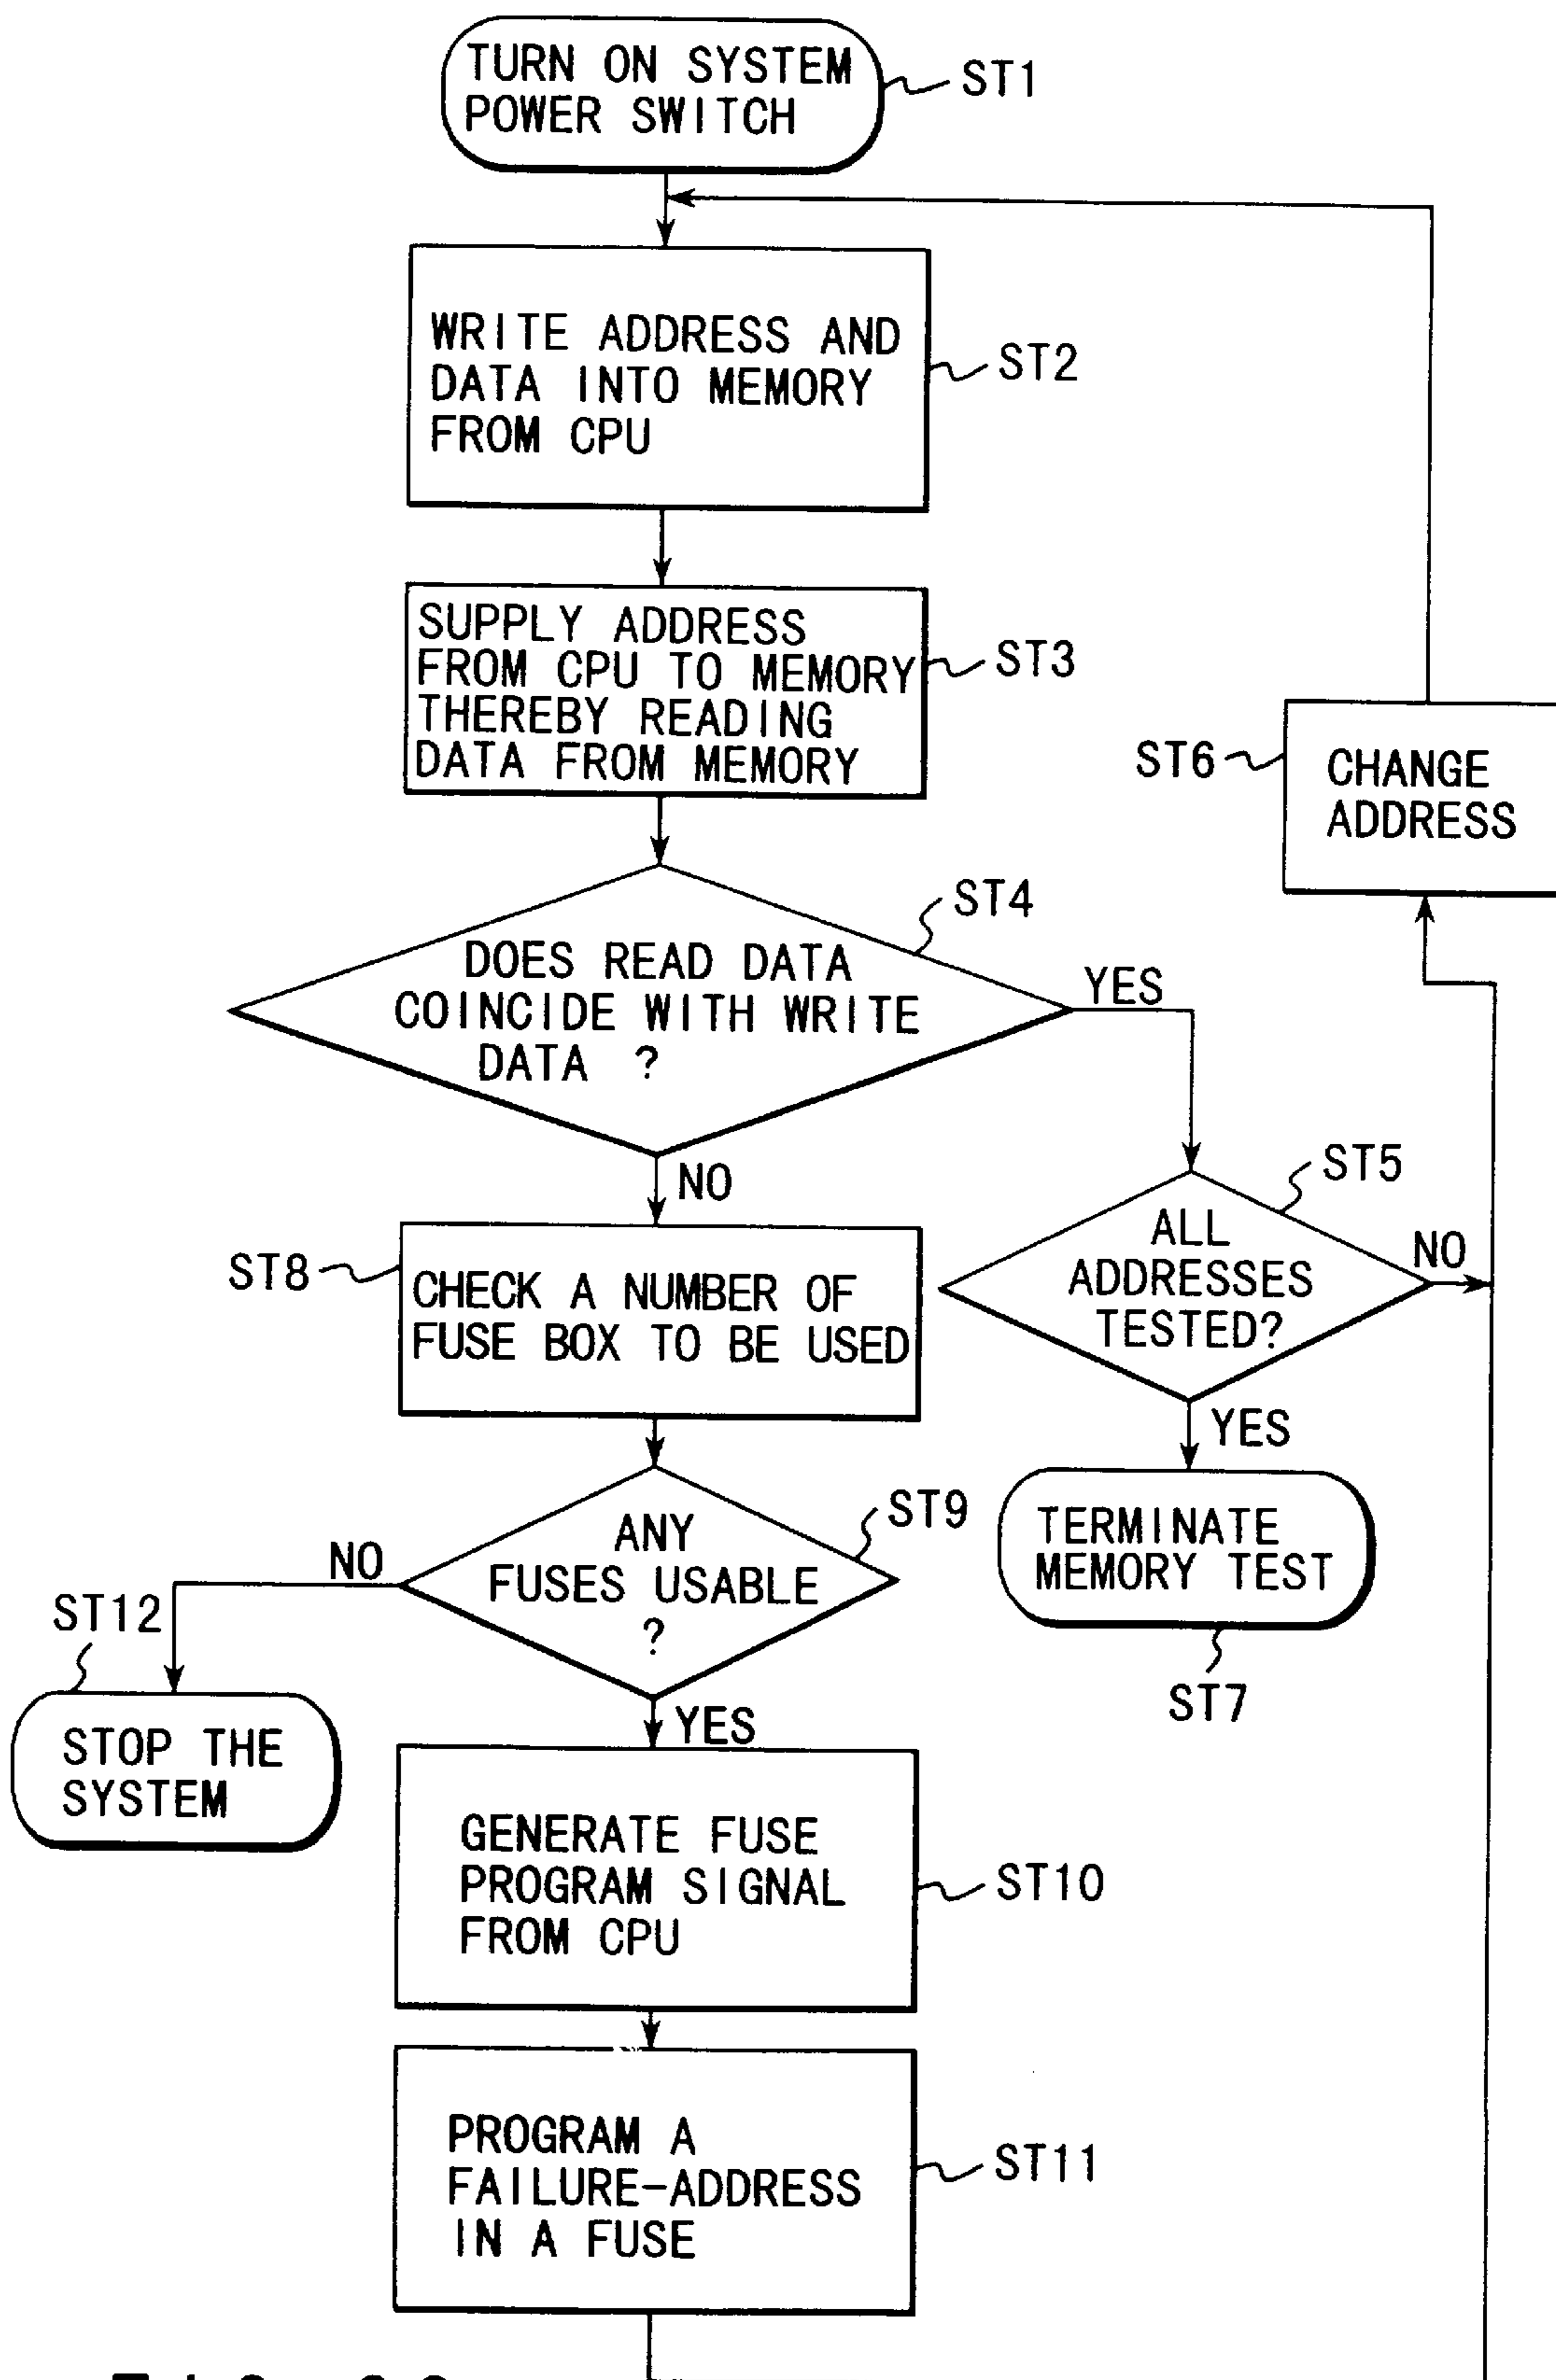 TURN ON SYSTEM
POWER SWITCH
ST1
WRITE ADDRESS AND
DATA INTO MEMORY
FROM CPU
ST2
SUPPLY ADDRESS
FROM CPU TO MEMORY
THEREBY READING
DATA FROM MEMORY
ST3
ST6
CHANGE
ADDRESS
ST4
DOES READ DATA
COINCIDE WITH WRITE
DATA ?
YES
NO
ST5
ALL
ADDRESSES
TESTED?
NO
YES
ST8
CHECK A NUMBER OF
FUSE BOX TO BE USED
TERMINATE
MEMORY TEST
ST7
ST9
ANY
FUSES USABLE
?
NO
ST12
STOP THE
SYSTEM
YES
GENERATE FUSE
PROGRAM SIGNAL
FROM CPU
ST10
PROGRAM A
FAILURE-ADDRESS
IN A FUSE
ST11